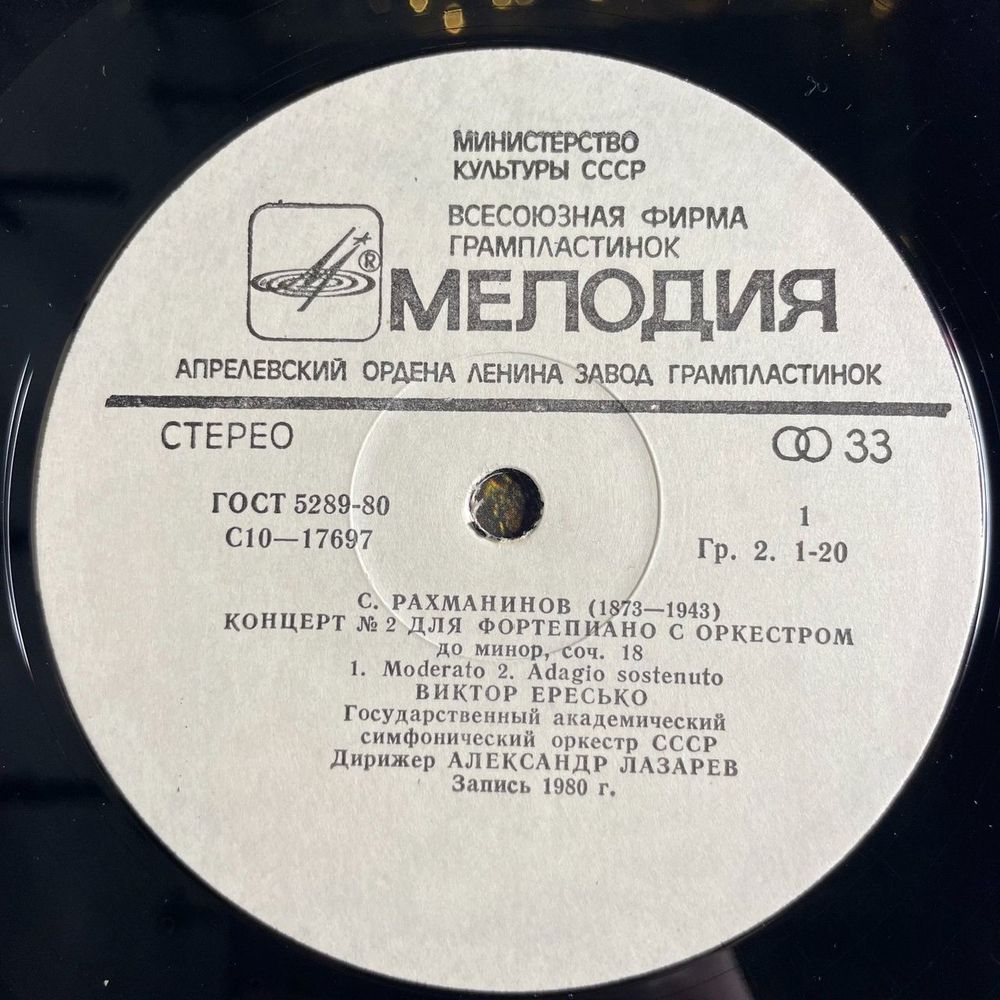 МИНИСТЕРСТВО
КУЛЬТУРЫ СССР
ВСЕСОЮЗНАЯ ФИРМА
ГРАМПЛАСТИНОК
®
МЕЛОДИЯ
АПРЕЛЕВСКИЙ ОРДЕНА ЛЕНИНА ЗАВОД ГРАМПЛАСТИНОК
СТЕРЕО
33
ГОСТ 5289-80
С10—17697
1
Гр. 2. 1-20
С. РАХМАНИНОВ (1873—1943)
КОНЦЕРТ № 2 ДЛЯ ФОРТЕПИАНО С ОРКЕСТРОМ
до минор, соч. 18
1. Moderato 2. Adagio sostenuto
ВИКТОР ЕРЕСЬКО
Государственный академический
симфонический оркестр СССР
Дирижер АЛЕКСАНДР ЛАЗАРЕВ
Запись 1980 г.